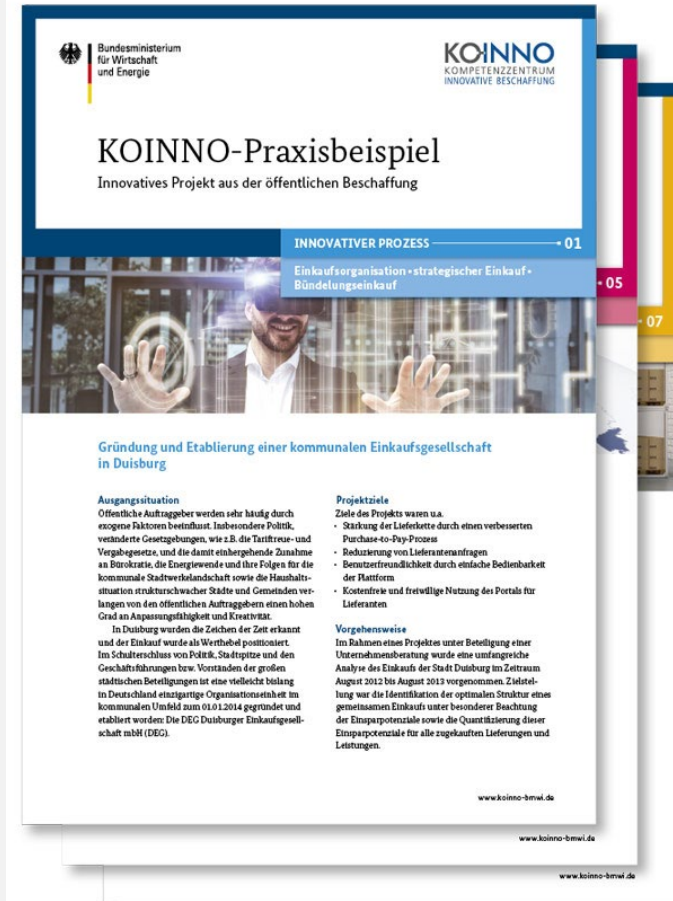 Bundesministerium
für Wirtschaft
und Energie
KOINNO
KOMPETENZZENTRUM
INNOVATIVE BESCHAFFUNG
KOINNO-Praxisbeispiel
Innovatives Projekt aus der öffentlichen Beschaffung
INNOVATIVER PROZESS 01
Einkaufsorganisation • strategischer Einkauf •
Bündelungseinkauf
05
07
Gründung und Etablierung einer kommunalen Einkaufsgesellschaft
in Duisburg
Ausgangssituation
Öffentliche Auftraggeber werden sehr häufig durch
exogene Faktoren beeinflusst. Insbesondere Politik,
veränderte Gesetzgebungen, wie z.B. die Tariftreue- und
Vergabegesetze, und die damit einhergehende Zunahme
an Bürokratie, die Energiewende und ihre Folgen für die
kommunale Stadtwerkelandschaft sowie die Haushalts-
situation strukturschwacher Städte und Gemeinden ver-
langen von den öffentlichen Auftraggebern einen hohen
Grad an Anpassungsfähigkeit und Kreativität.
In Duisburg wurden die Zeichen der Zeit erkannt
und der Einkauf wurde als Werthebel positioniert.
Im Schulterschluss von Politik, Stadtspitze und den
Geschäftsführungen bzw. Vorständen der großen
städtischen Beteiligungen ist eine vielleicht bislang
in Deutschland einzigartige Organisationseinheit im
kommunalen Umfeld zum 01.01.2014 gegründet und
etabliert worden: Die DEG Duisburger Einkaufsgesell-
schaft mbH (DEG).
Projektziele
Ziele des Projekts waren u.a.
• Stärkung der Lieferkette durch einen verbesserten
Purchase-to-Pay-Prozess
• Reduzierung von Lieferantenanfragen
• Benutzerfreundlichkeit durch einfache Bedienbarkeit
der Plattform
• Kostenfreie und freiwillige Nutzung des Portals für
Lieferanten
Vorgehensweise
Im Rahmen eines Projektes unter Beteiligung einer
Unternehmensberatung wurde eine umfangreiche
Analyse des Einkaufs der Stadt Duisburg im Zeitraum
August 2012 bis August 2013 vorgenommen. Zielstel-
lung war die Identifikation der optimalen Struktur eines
gemeinsamen Einkaufs unter besonderer Beachtung
der Einsparpotenziale sowie die Quantifizierung dieser
Einsparpotenziale für alle zugekauften Lieferungen und
Leistungen.
www.koinno-bmwi.de
www.koinno-bmwi.de
www.koinno-bmwi.de